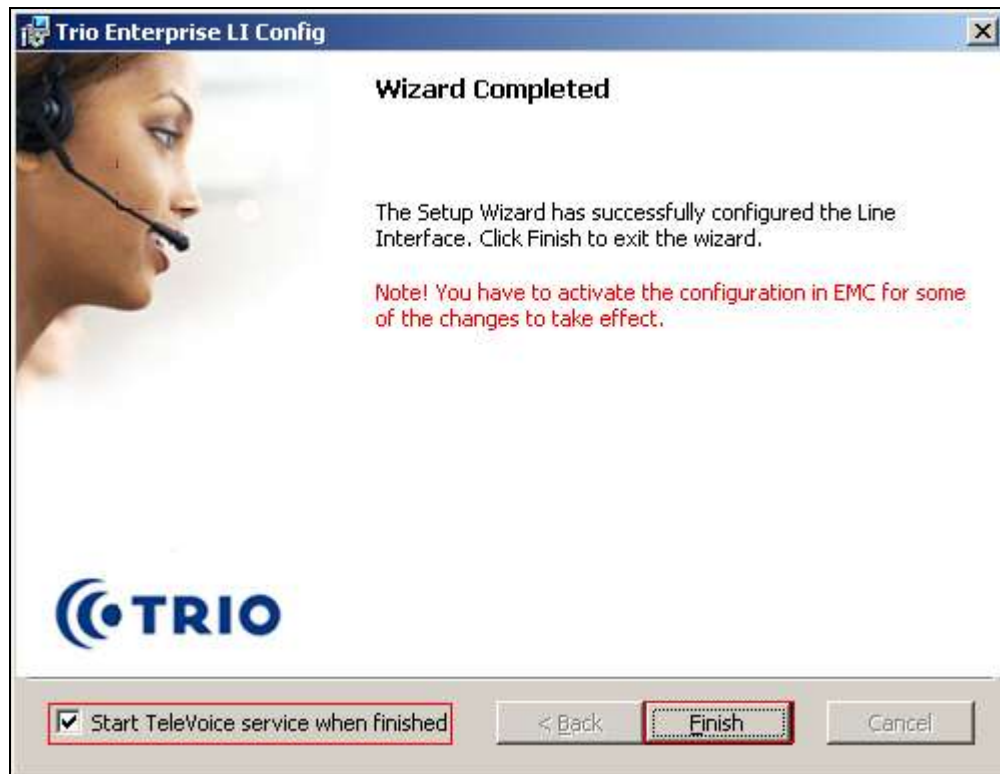 Trio Enterprise LI Config
Wizard Completed
The Setup Wizard has successfully configured the Line
Interface. Click Finish to exit the wizard.
Note! You have to activate the configuration in EMC for some
of the changes to take effect.
TRIO
Start TeleVoice service when finished
< Back
Finish
Cancel